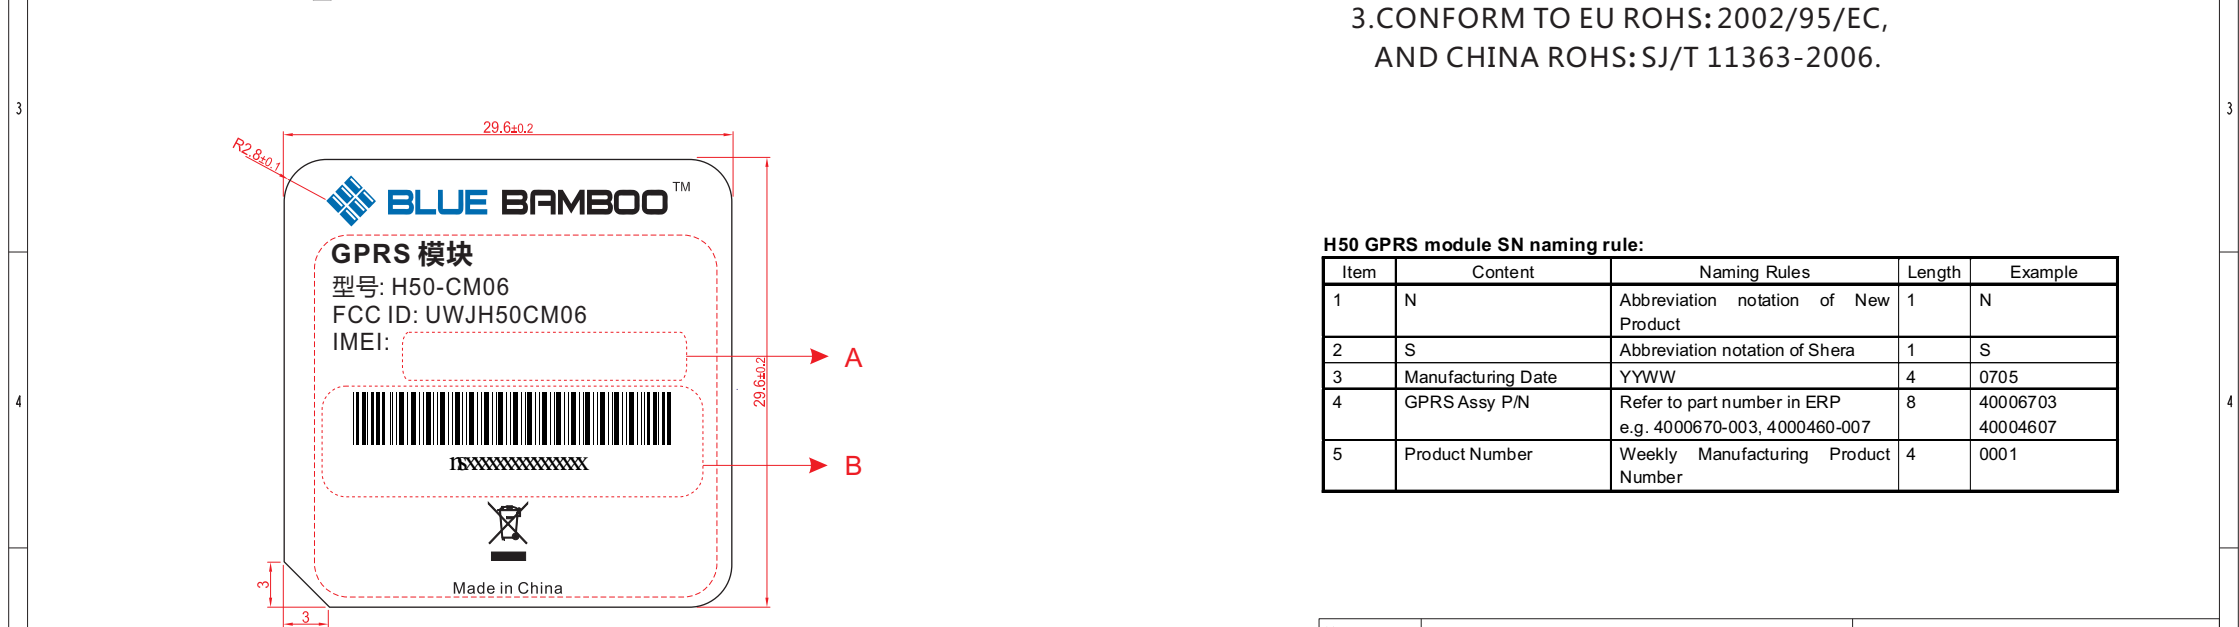 3.CONFORM TO EU ROHS:2002/95/EC,
AND CHINA ROHS:SJ/T 11363-2006.
3
3
29.6±0.2
R2.8±0.1
BLUE BAMBOO™
GPRS 模块
型号: H50-CM06
FCC ID: UWJH50CM06
IMEI:
A
29.6±0.2
B
Made in China
3
3
4
4
H50 GPRS module SN naming rule:
Item Content Naming Rules Length Example
1 N Abbreviation notation of New 1 N
Product
2 S Abbreviation notation of Shera 1 S
3 Manufacturing Date YYWW 4 0705
4 GPRS Assy P/N Refer to part number in ERP 8 40006703
e.g. 4000670-003, 4000460-007 40004607
5 Product Number Weekly Manufacturing Product 4 0001
Number